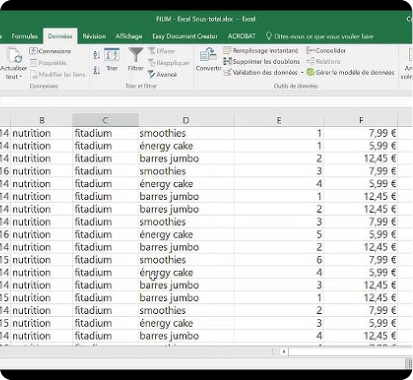 FILIM - Excel Sous-total.xlsx - Excel
Formules Données Révision Affichage Easy Document Creator ACROBAT Dites-nous ce que vous voulez faire
Actualiser tout
Connexions
Propriétés
Modifier les liens
Connexions
Trier
Filtrer
Effacer
Réappliquer
Avancé
Trier et filtrer
Convertir
Remplissage instantané
Supprimer les doublons
Validation des données
Consolider
Relations
Gérer le modèle de données
Outils de données
B C D E F
14 nutrition fitadium smoothies 1 7,99 €
14 nutrition fitadium énergy cake 1 5,99 €
14 nutrition fitadium barres jumbo 2 12,45 €
16 nutrition fitadium smoothies 3 7,99 €
14 nutrition fitadium énergy cake 4 5,99 €
14 nutrition fitadium barres jumbo 1 12,45 €
14 nutrition fitadium barres jumbo 2 12,45 €
14 nutrition fitadium smoothies 3 7,99 €
16 nutrition fitadium énergy cake 5 5,99 €
14 nutrition fitadium barres jumbo 2 12,45 €
15 nutrition fitadium smoothies 6 7,99 €
14 nutrition fitadium énergy cake 4 5,99 €
14 nutrition fitadium barres jumbo 3 12,45 €
15 nutrition fitadium barres jumbo 1 12,45 €
14 nutrition fitadium smoothies 2 7,99 €
15 nutrition fitadium énergy cake 3 5,99 €
14 nutrition fitadium barres jumbo 4 12,45 €